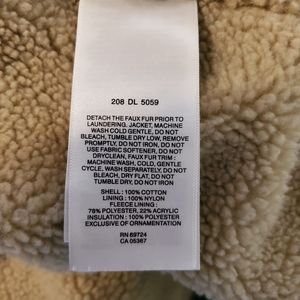 208 DL 5059
DETACH THE FAUX FUR PRIOR TO
LAUNDERING. JACKET, MACHINE
WASH COLD GENTLE, DO NOT
BLEACH, TUMBLE DRY LOW, REMOVE
PROMPTLY, DO NOT IRON, DO NOT
USE FABRIC SOFTENER, DO NOT
DRYCLEAN, FAUX FUR TRIM :
MACHINE WASH, COLD, GENTLE
CYCLE, WASH SEPARATELY, DO NOT
BLEACH, DRY FLAT, DO NOT
TUMBLE DRY, DO NOT IRON
SHELL : 100% COTTON
LINING : 100% NYLON
FLEECE LINING :
78% POLYESTER, 22% ACRYLIC
INSULATION : 100% POLYESTER
EXCLUSIVE OF ORNAMENTATION
RN 69724
CA 05367